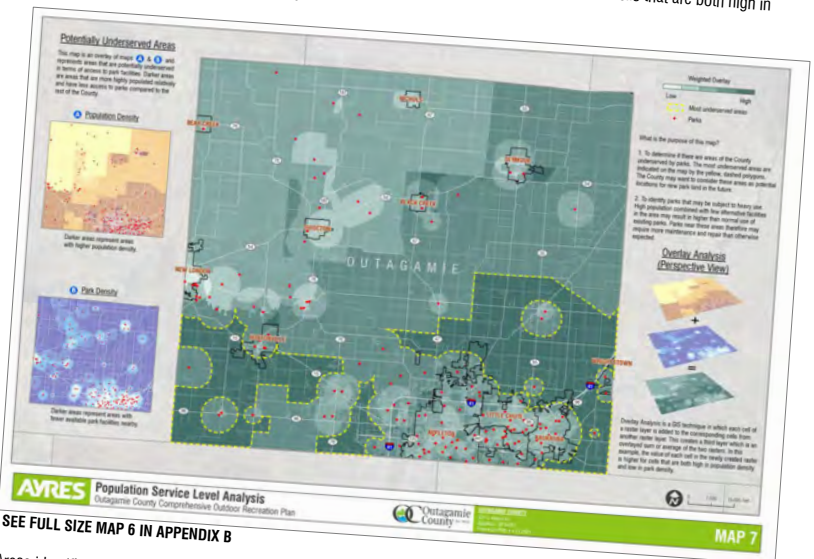 that are both high in
Potentially Underserved Areas
This map is an overlay of maps A & B and
represents areas that are potentially underserved
in terms of access to park facilities. Darker areas
are areas that are more highly populated relatively
and have less access to parks compared to the
rest of the County.
A Population Density
Darker areas represent areas
with higher population density.
B Park Density
Darker areas represent areas with
fewer available park facilities nearby.
BEAR CREEK
NICHOLS
SEYMOUR
BLACK CREEK
SHIOCTON
OUTAGAMIE
NEW LONDON
HORTONVILLE
APPLETON
LITTLE CHUTE
KAUKAUNA
Weighted Overlay
Low
High
Most underserved areas
Parks
What is the purpose of this map?
1. To determine if there are areas of the County
underserved by parks. The most underserved areas are
indicated on the map by the yellow, dashed polygons.
The County may want to consider these areas as potential
locations for new park land in the future.
2. To identify parks that may be subject to heavy use.
High population combined with few alternative facilities
in the area may result in higher than normal use of
existing parks. Parks near these areas therefore may
require more maintenance and repair than otherwise
expected.
Overlay Analysis
(Perspective View)
+
=
Overlay Analysis is a GIS technique in which each cell of
a raster layer is added to the corresponding cells from
another raster layer. This creates a third layer which is an
overlayed sum or average of the two rasters. In this
example, the value of each cell in the newly created raster
is higher for cells that are both high in population density
and low in park density.
AYRES
Population Service Level Analysis
Outagamie County Comprehensive Outdoor Recreation Plan
Outagamie
County
MAP 7
SEE FULL SIZE MAP 6 IN APPENDIX B